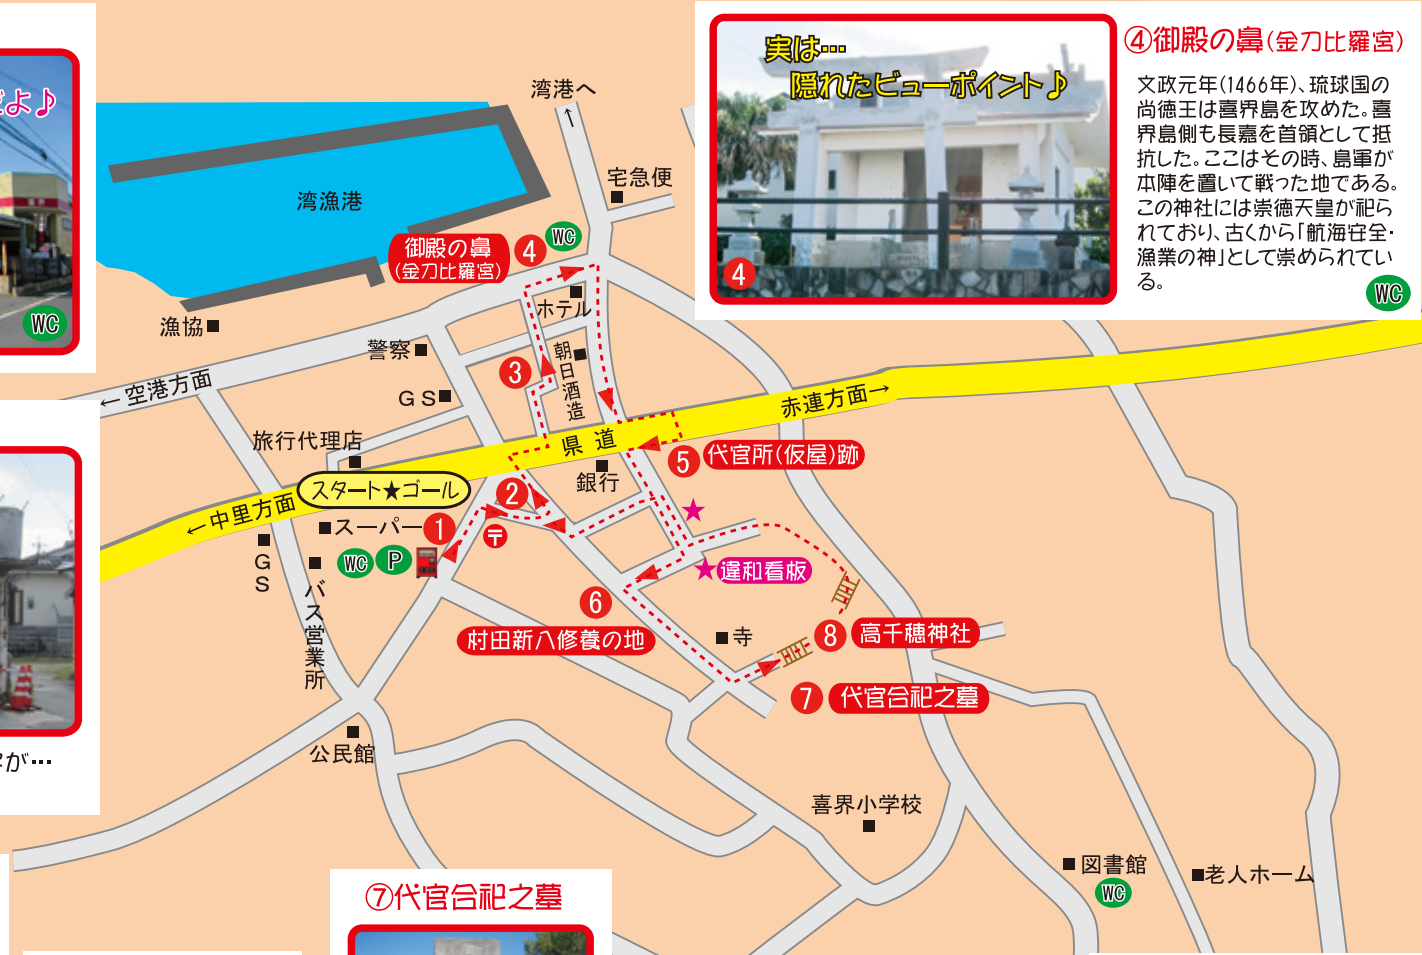 だよ♪
WC
が…
湾港へ
↑
宅急便
湾漁港
御殿の鼻
(金刀比羅宮)
4
WC
ホテル
漁協
警察
3
朝日酒造
GS
←空港方面
旅行代理店
県道
赤連方面→
5
代官所(仮屋)跡
銀行
スタート★ゴール
2
←中里方面
スーパー
1
〒
WC
P
GS
バス営業所
★
★違和看板
6
村田新八修養の地
寺
8
高千穂神社
7
代官合祀之墓
公民館
喜界小学校
図書館
WC
老人ホーム
⑦代官合祀之墓
実は…
隠れたビューポイント♪
4
④御殿の鼻(金刀比羅宮)
文政元年(1466年)、琉球国の
尚徳王は喜界島を攻めた。喜
界島側も長嘉を首領として抵
抗した。ここはその時、島軍が
本陣を置いて戦った地である。
この神社には崇徳天皇が祀ら
れており、古くから「航海安全・
漁業の神」として崇められてい
る。
WC